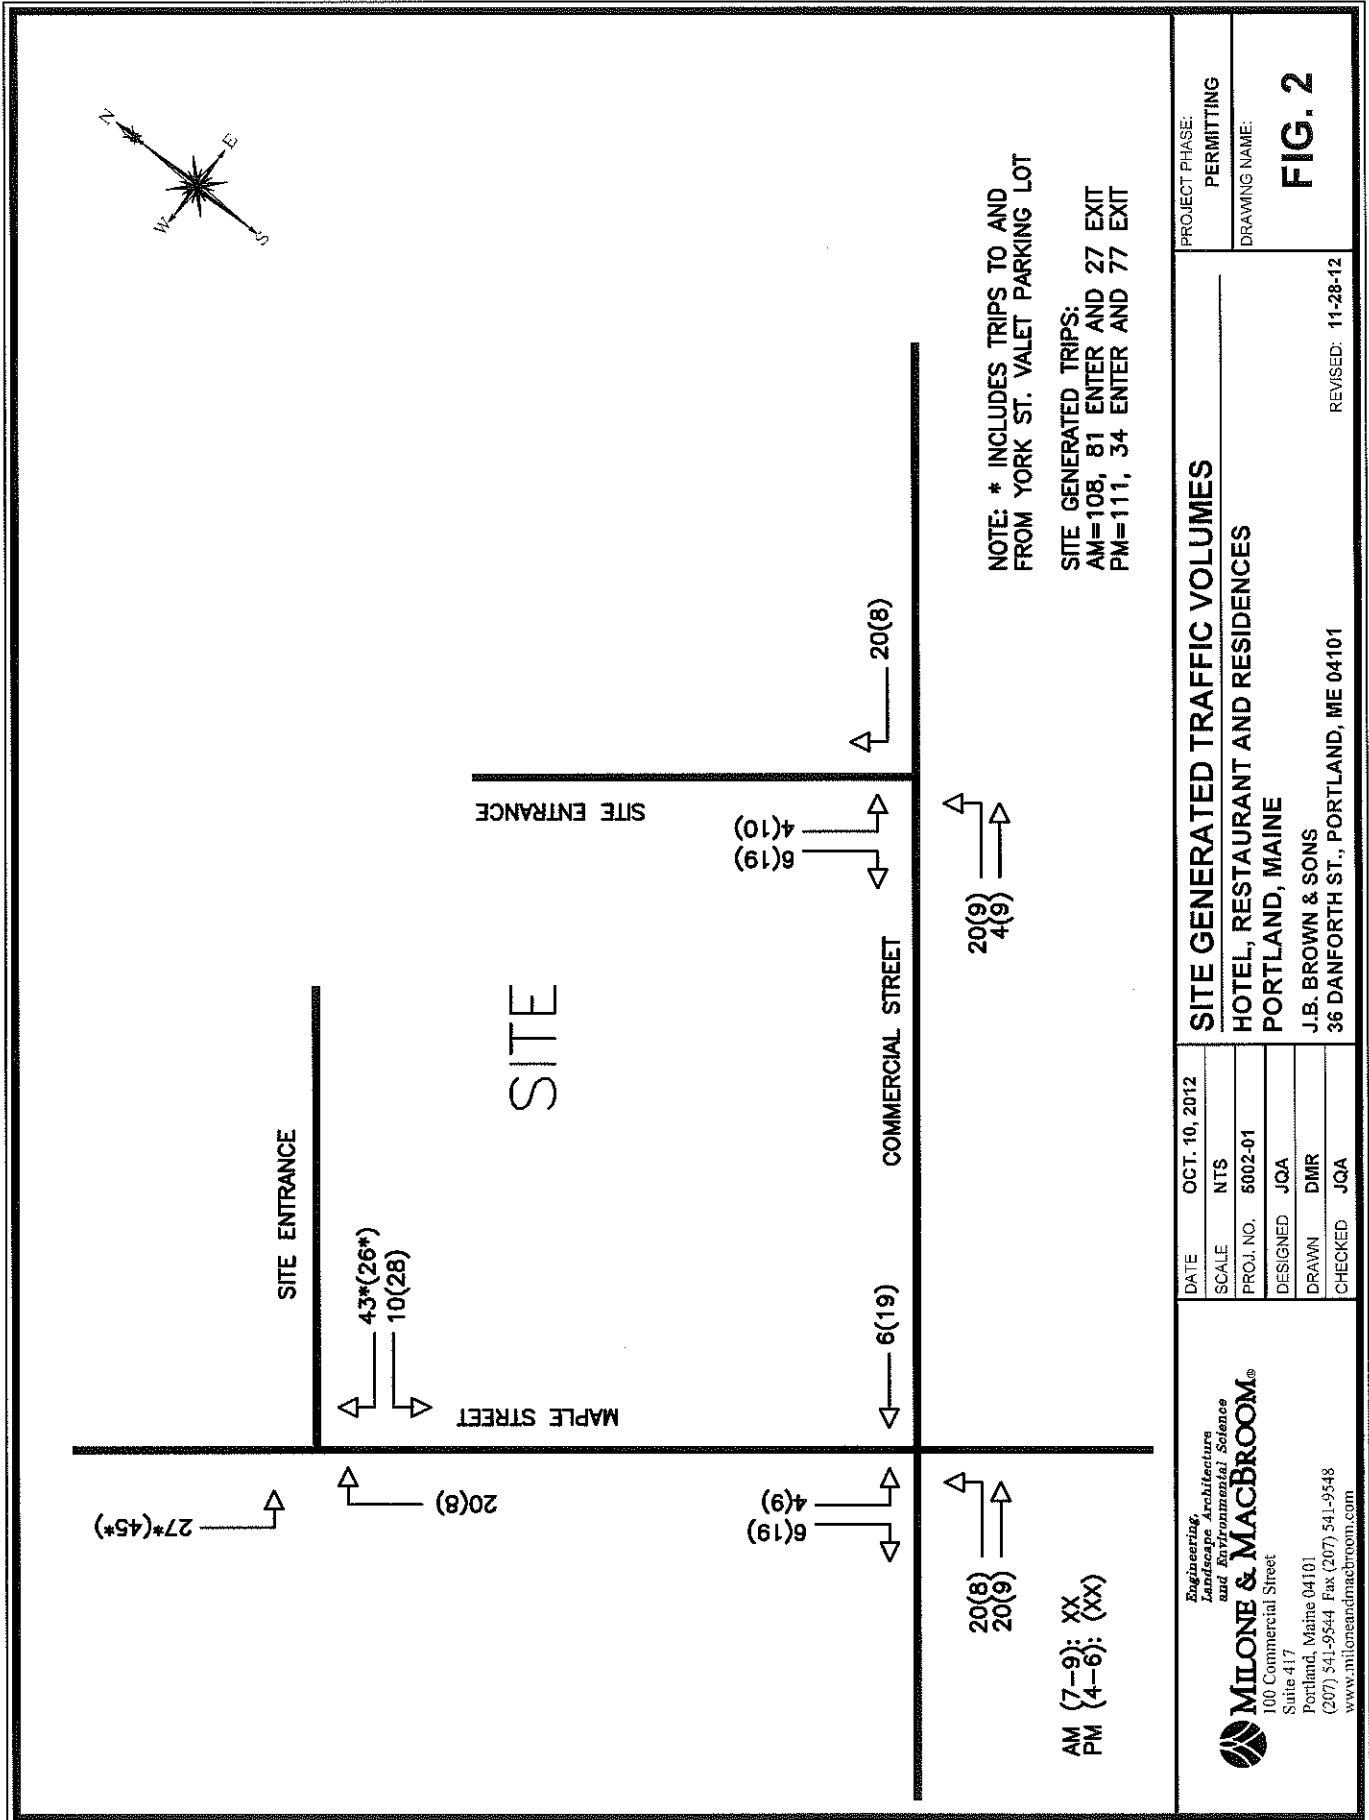 N
E
W
S
SITE ENTRANCE
27*(45*)
43*(26*)
10(28)
20(8)
MAPLE STREET
SITE
SITE ENTRANCE
6(19)
4(9)
6(19)
COMMERCIAL STREET
6(19)
4(10)
20(8)
20(8)
20(9)
20(9)
4(9)
AM (7-9): XX
PM (4-6): (XX)
NOTE: * INCLUDES TRIPS TO AND
FROM YORK ST. VALET PARKING LOT
SITE GENERATED TRIPS:
AM=108, 81 ENTER AND 27 EXIT
PM=111, 34 ENTER AND 77 EXIT
Engineering,
Landscape Architecture
and Environmental Science
MILONE & MACBROOM®
100 Commercial Street
Suite 417
Portland, Maine 04101
(207) 541-9544 Fax (207) 541-9548
www.miloneandmacbroom.com
DATE OCT. 10, 2012
SCALE NTS
PROJ. NO. 5002-01
DESIGNED JQA
DRAWN DMR
CHECKED JQA
SITE GENERATED TRAFFIC VOLUMES
HOTEL, RESTAURANT AND RESIDENCES
PORTLAND, MAINE
J.B. BROWN & SONS
36 DANFORTH ST., PORTLAND, ME 04101
REVISED: 11-28-12
PROJECT PHASE:
PERMITTING
DRAWING NAME:
FIG. 2